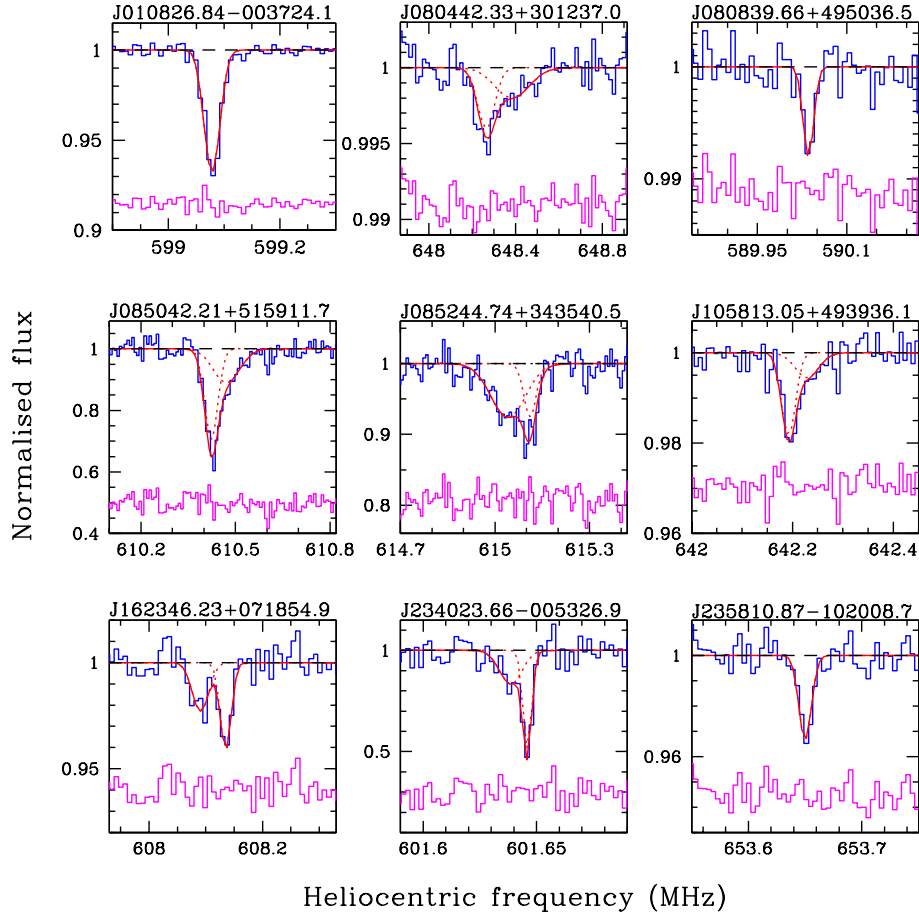 J010826.84−003724.1 J080442.33+301237.0 J080839.66+495036.5
1 1 1
0.95 0.995 0.99
0.9 0.99
599 599.2 648 648.4 648.8 589.95 590.1
J085042.21+515911.7 J085244.74+343540.5 J105813.05+493936.1
1 1 1
0.8 0.9 0.98
0.6 0.8 0.96
0.4
610.2 610.5 610.8 614.7 615 615.3 642 642.2 642.4
J162346.23+071854.9 J234023.66−005326.9 J235810.87−102008.7
1 1 1
0.95 0.5 0.96
608 608.2 601.6 601.65 653.6 653.7
Normalised flux
Heliocentric frequency (MHz)